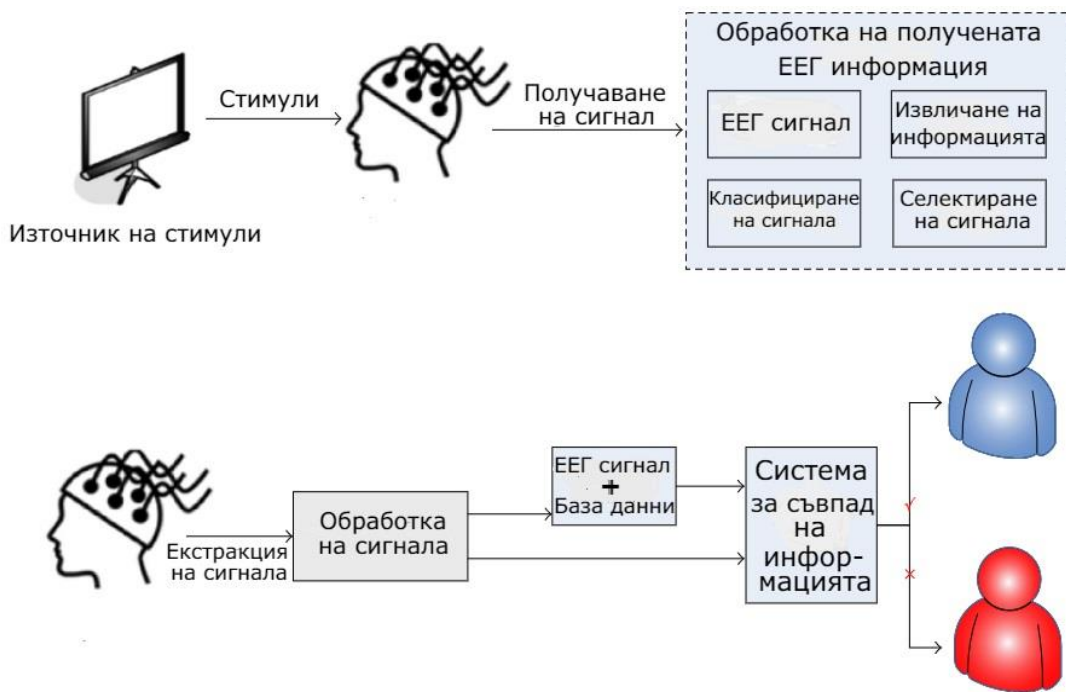 Обработка на получената
ЕЕГ информация
Стимули
Получаване
на сигнал
ЕЕГ сигнал
Извличане на
информацията
Класифициране
на сигнала
Селектиране
на сигнала
Източник на стимули
ЕЕГ сигнал
+
База данни
Система
за съвпад
на
инфор-
мацията
Обработка
на сигнала
Екстракция
на сигнала